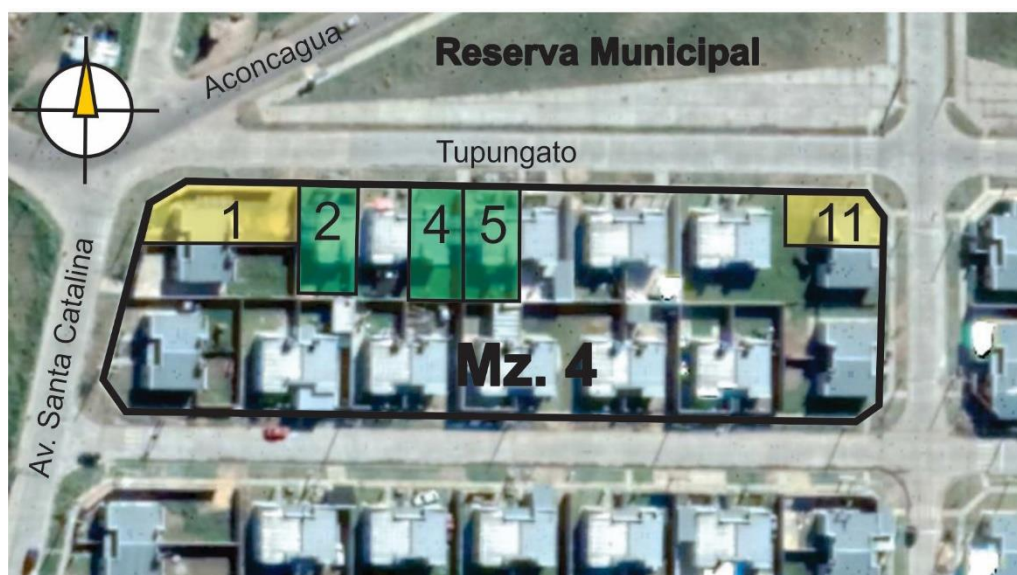 Aconcagua
Reserva Municipal
Tupungato
1
2
4
5
11
Av. Santa Catalina
Mz. 4